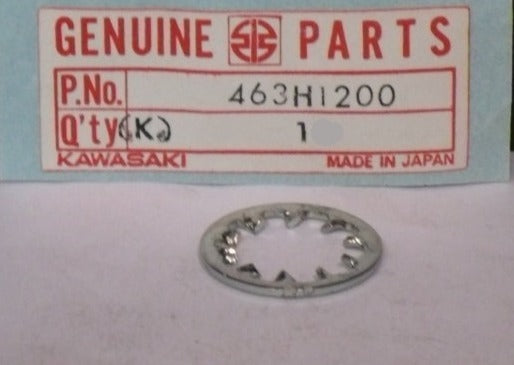 GENUINE PARTS
P.No. 463H1200
Q'ty (K) 1
KAWASAKI MADE IN JAPAN